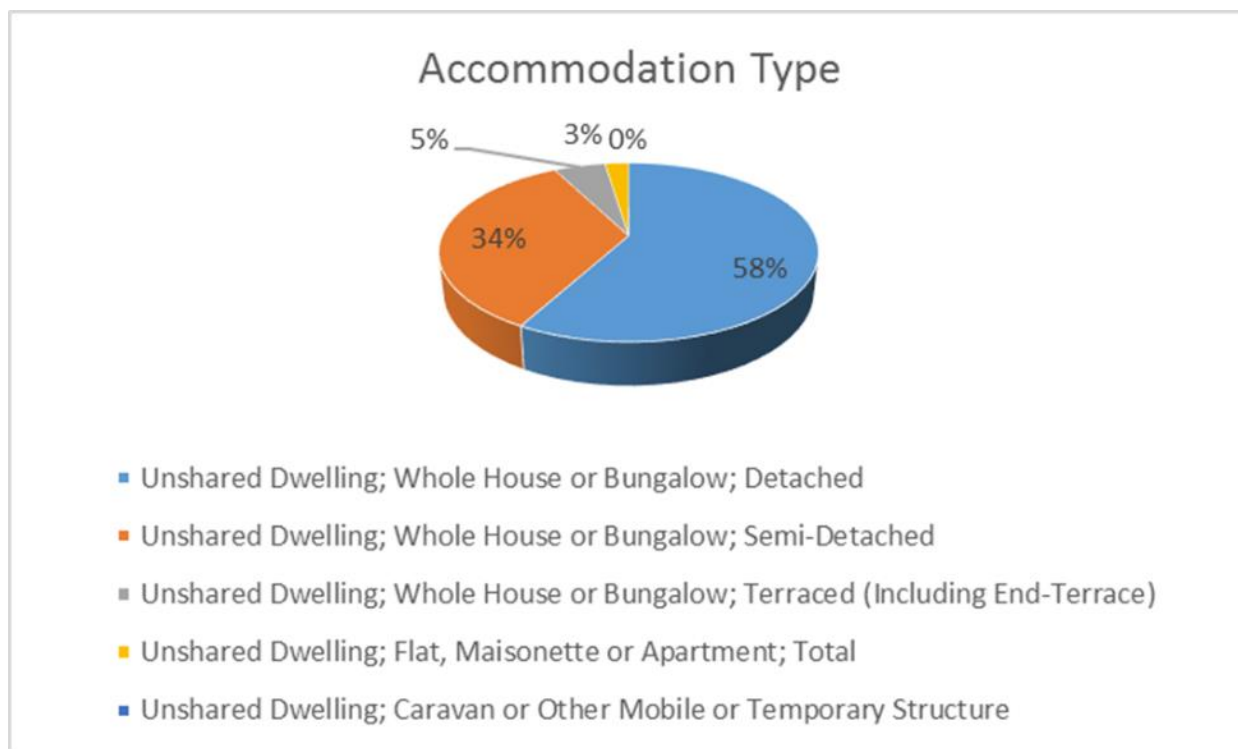 Accommodation Type
5%
3%
0%
34%
58%
Unshared Dwelling; Whole House or Bungalow; Detached
Unshared Dwelling; Whole House or Bungalow; Semi-Detached
Unshared Dwelling; Whole House or Bungalow; Terraced (Including End-Terrace)
Unshared Dwelling; Flat, Maisonette or Apartment; Total
Unshared Dwelling; Caravan or Other Mobile or Temporary Structure